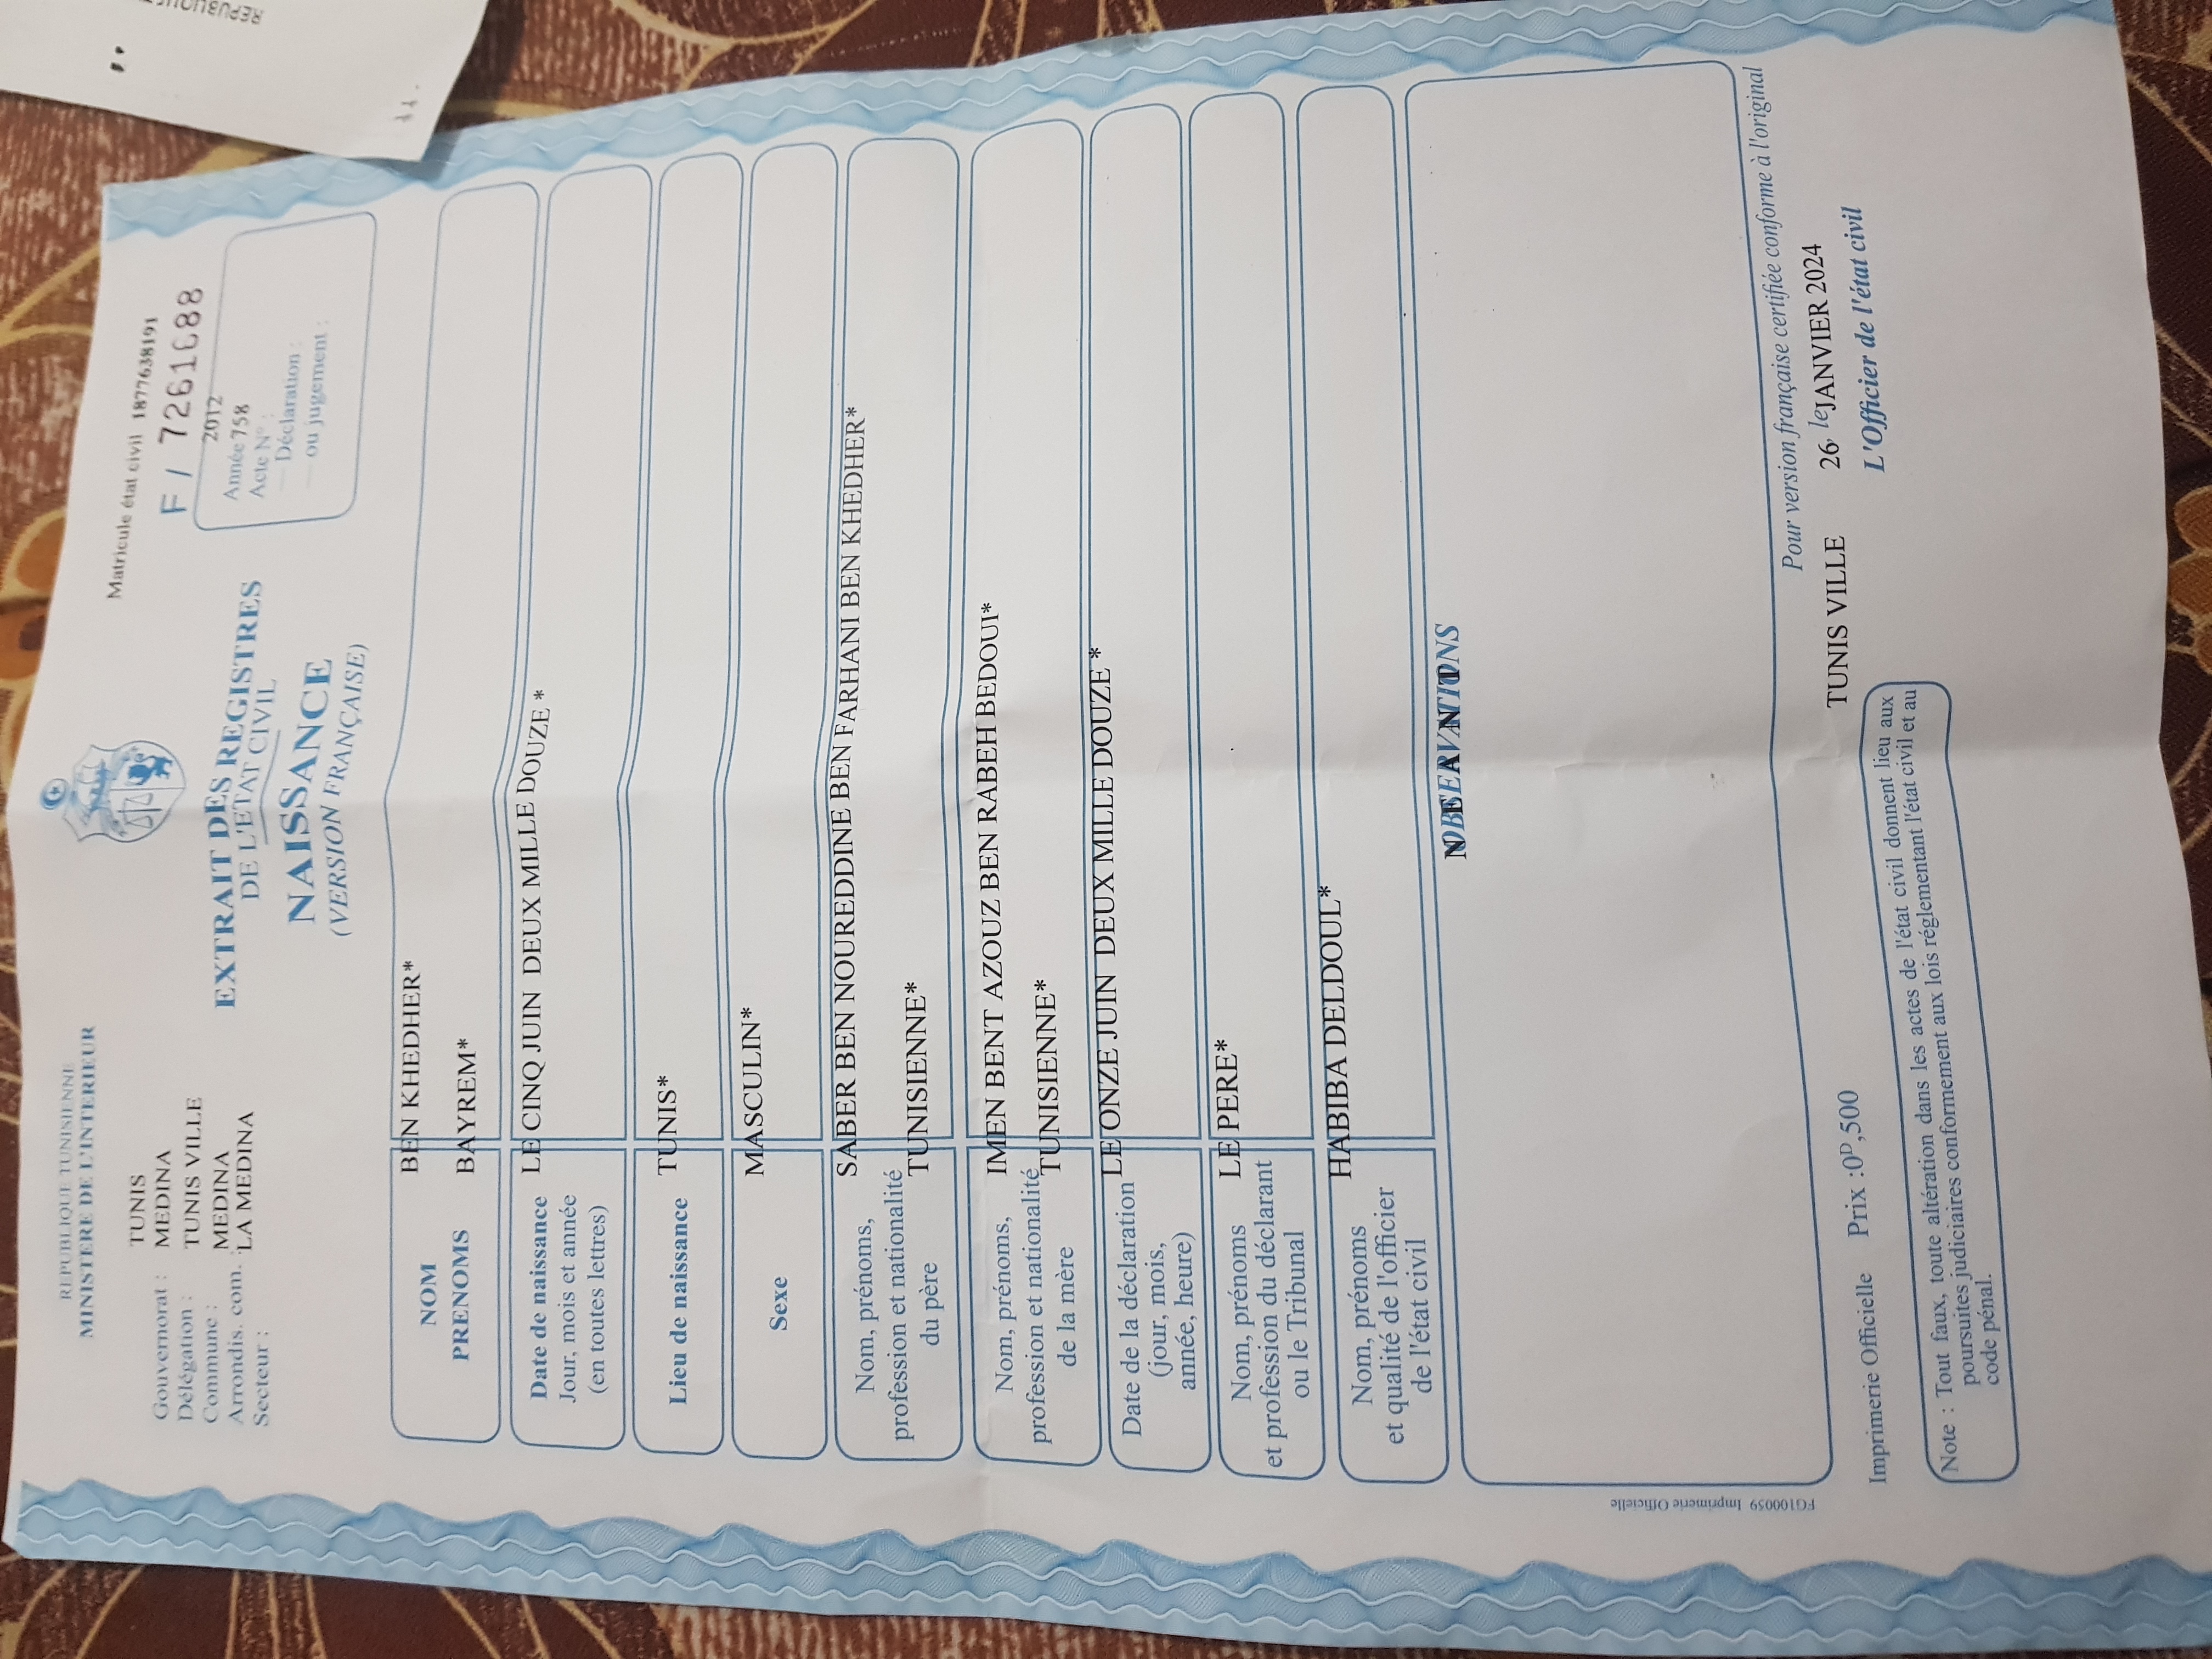 REPUBLIQUE TUNISIENNE
MINISTERE DE L'INTERIEUR
Gouvernorat : TUNIS
Délégation : MEDINA
Commune : TUNIS VILLE
Arrondis. com. : MEDINA
Secteur : LA MEDINA
EXTRAIT DES REGISTRES
DE L'ETAT CIVIL
NAISSANCE
(VERSION FRANÇAISE)
Matricule état civil 1877638191
F / 7261688
2012
Année 758
Acte N° :
— Déclaration :
— ou jugement :
NOM BEN KHEDHER*
PRENOMS BAYREM*
Date de naissance LE CINQ JUIN DEUX MILLE DOUZE *
Jour, mois et année
(en toutes lettres)
Lieu de naissance TUNIS*
Sexe MASCULIN*
Nom, prénoms, SABER BEN NOUREDDINE BEN FARHANI BEN KHEDHER*
profession et nationalité TUNISIENNE*
du père
Nom, prénoms, IMEN BENT AZOUZ BEN RABEH BEDOUI*
profession et nationalité TUNISIENNE*
de la mère
Date de la déclaration LE ONZE JUIN DEUX MILLE DOUZE *
(jour, mois,
année, heure)
Nom, prénoms LE PERE*
et profession du déclarant
ou le Tribunal
Nom, prénoms HABIBA DELDOUL*
et qualité de l'officier
de l'état civil
OBSERVATIONS
NEANT
Pour version française certifiée conforme à l'original
TUNIS VILLE 26, le JANVIER 2024
L'Officier de l'état civil
Imprimerie Officielle Prix :0D,500
Note : Tout faux, toute altération dans les actes de l'état civil donnent lieu aux
poursuites judiciaires conformement aux lois réglementant l'état civil et au
code pénal.
FG100059 Imprimerie Officielle